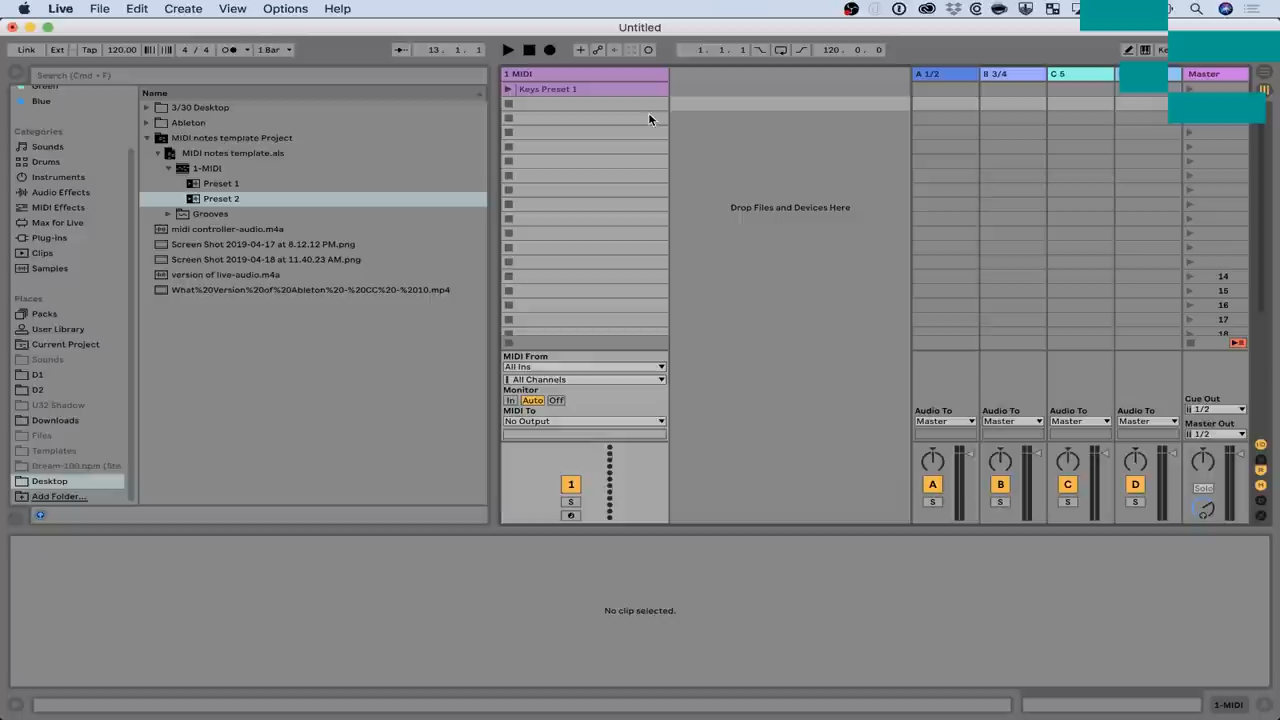 Live File Edit Create View Options Help
Untitled
Link Ext Tap 120.00 4 / 4 1 Bar 13. 1. 1 1. 1. 1 120. 0. 0
Search (Cmd + F)
Blue
Categories
Sounds
Drums
Instruments
Audio Effects
MIDI Effects
Max for Live
Plug-ins
Clips
Samples
Places
Packs
User Library
Current Project
Sounds
D1
D2
U32 Shadow
Downloads
Files
Templates
Desktop
Add Folder...
Name
3/30 Desktop
Ableton
MIDI notes template Project
MIDI notes template.als
1-MIDI
Preset 1
Preset 2
Grooves
midi controller-audio.m4a
Screen Shot 2019-04-17 at 8.12.12 PM.png
Screen Shot 2019-04-18 at 11.40.23 AM.png
version of live-audio.m4a
What%20Version%20of%20Ableton%20-%20CC%20-%2010.mp4
1 MIDI
Keys Preset 1
MIDI From
All Ins
All Channels
Monitor
In Auto Off
MIDI To
No Output
1
S
Drop Files and Devices Here
A 1/2 B 3/4 C 5 Master
14
15
16
17
18
Audio To Audio To Audio To Audio To
Master Master Master Master
Cue Out
1/2
Master Out
1/2
A B C D Solo
S S S S
No clip selected.
1-MIDI